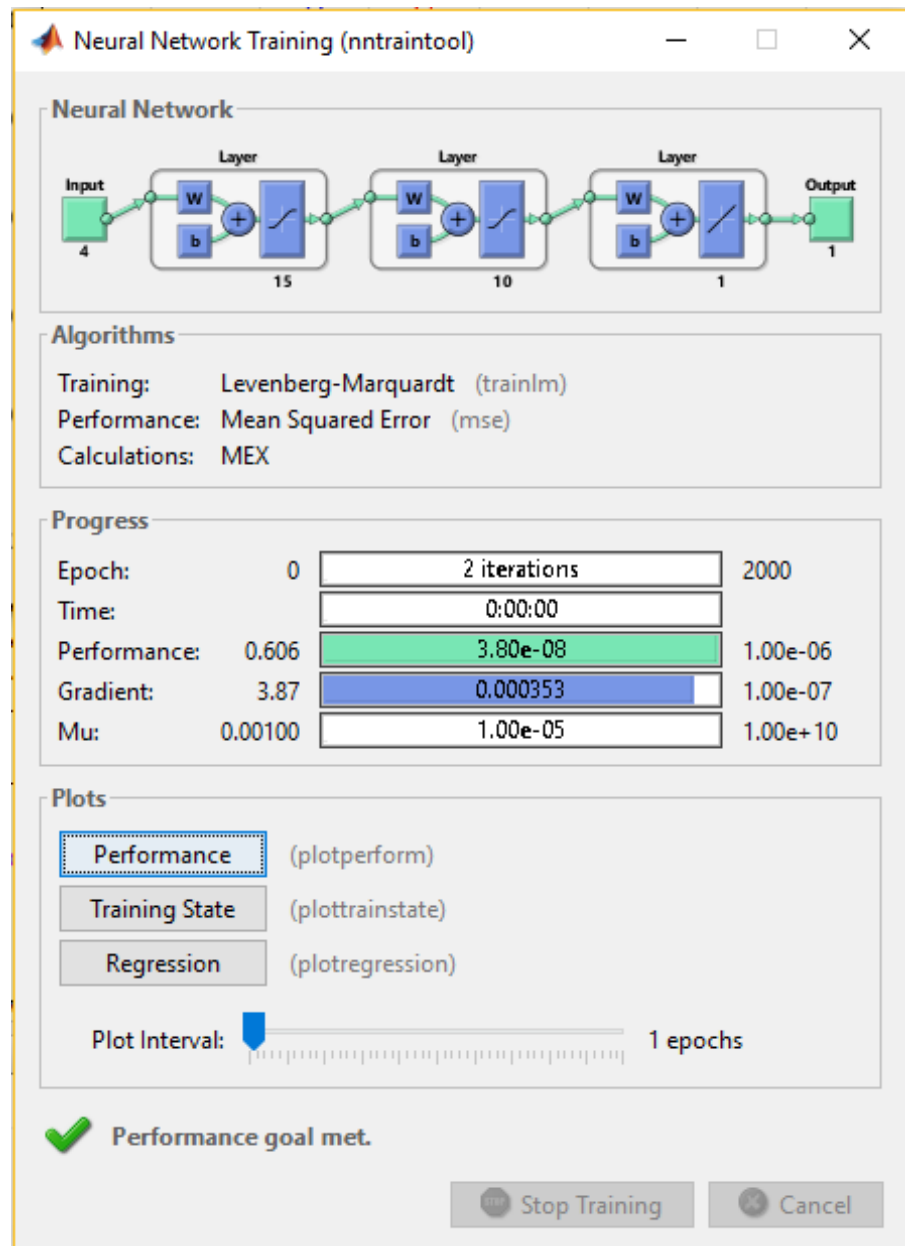 Neural Network Training (nntraintool)
Neural Network
Layer Layer Layer
Input Output
W W W
b b b
4 15 10 1 1
Algorithms
Training: Levenberg-Marquardt (trainlm)
Performance: Mean Squared Error (mse)
Calculations: MEX
Progress
Epoch: 0 2 iterations 2000
Time: 0:00:00
Performance: 0.606 3.80e-08 1.00e-06
Gradient: 3.87 0.000353 1.00e-07
Mu: 0.00100 1.00e-05 1.00e+10
Plots
Performance (plotperform)
Training State (plottrainstate)
Regression (plotregression)
Plot Interval: 1 epochs
Performance goal met.
STOP Stop Training Cancel